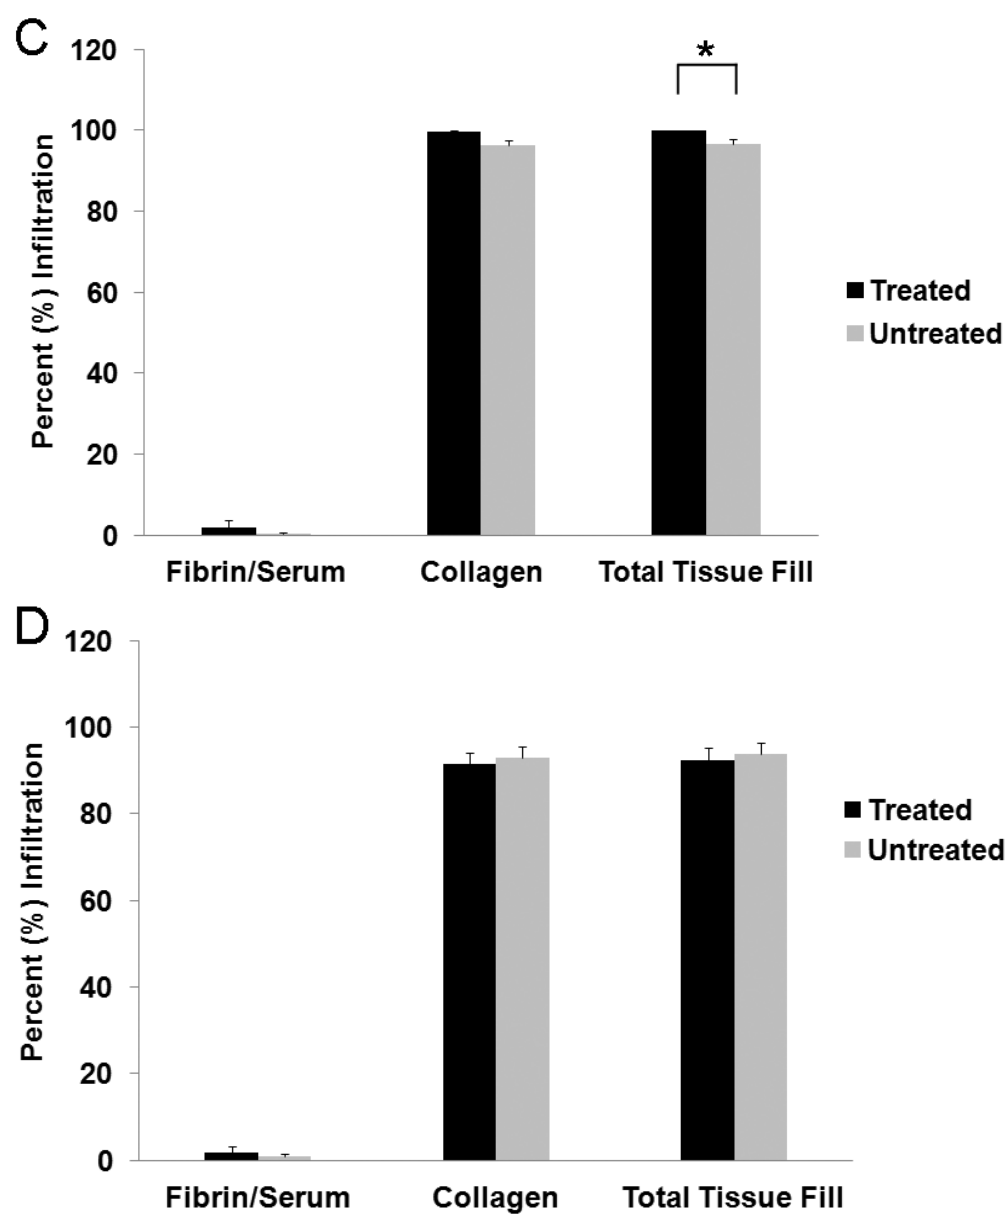 C
120
100
80
60
40
20
0
Percent (%) Infiltration
*
Treated
Untreated
Fibrin/Serum Collagen Total Tissue Fill
D
120
100
80
60
40
20
0
Percent (%) Infiltration
Treated
Untreated
Fibrin/Serum Collagen Total Tissue Fill